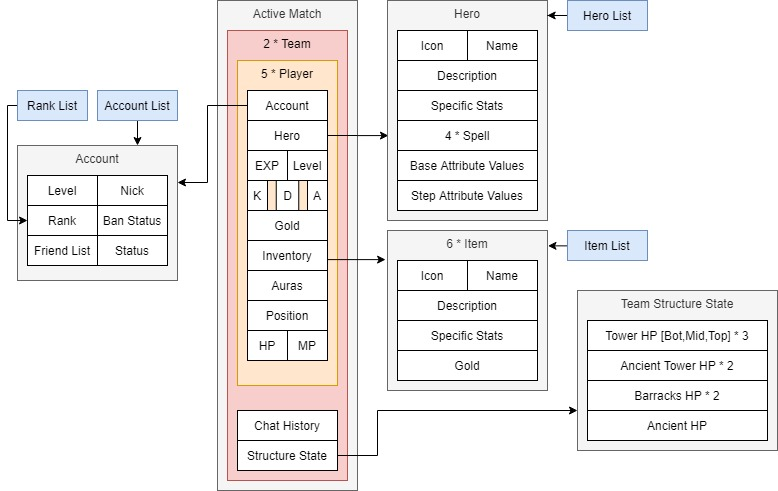 Active Match
2 * Team
5 * Player
Account
Hero
EXP
Level
K
D
A
Gold
Inventory
Auras
Position
HP
MP
Chat History
Structure State
Rank List
Account List
Account
Level
Nick
Rank
Ban Status
Friend List
Status
Hero
Icon
Name
Description
Specific Stats
4 * Spell
Base Attribute Values
Step Attribute Values
Hero List
6 * Item
Icon
Name
Description
Specific Stats
Gold
Item List
Team Structure State
Tower HP [Bot,Mid,Top] * 3
Ancient Tower HP * 2
Barracks HP * 2
Ancient HP